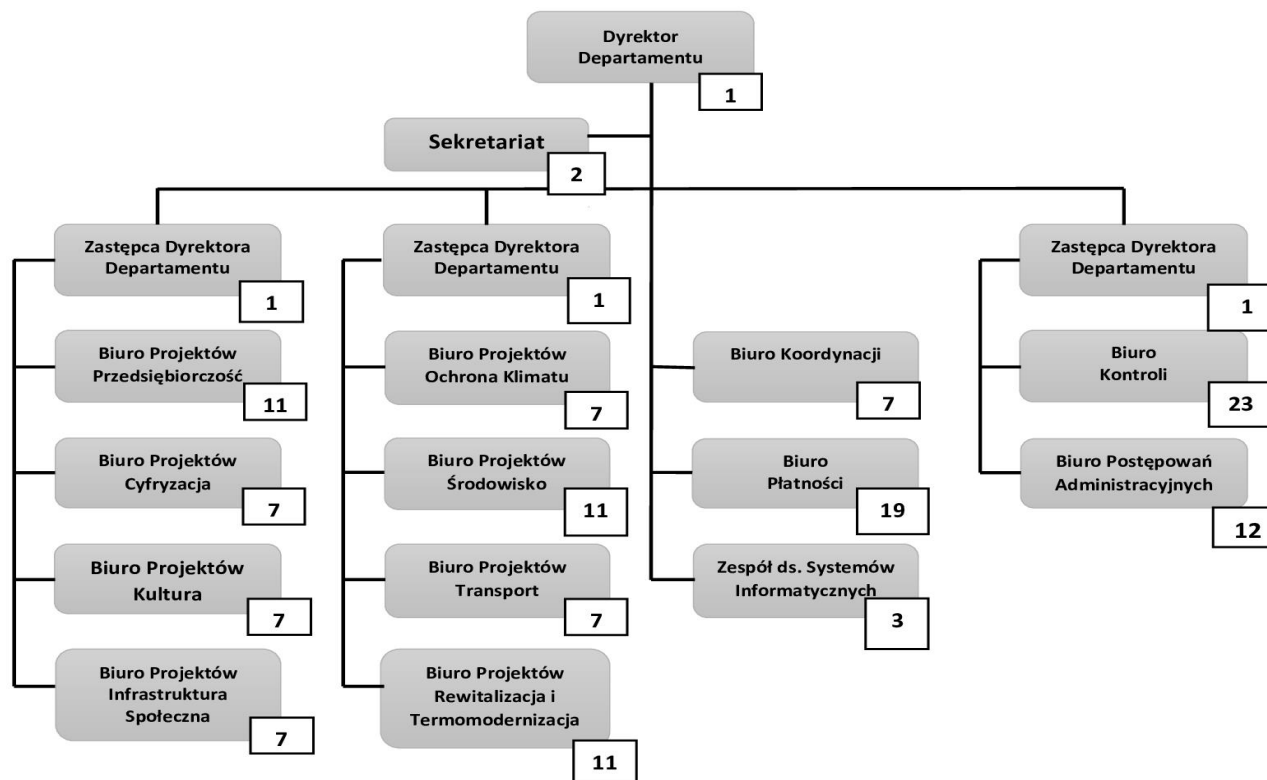 Dyrektor
Departamentu
1
Sekretariat
2
Zastępca Dyrektora
Departamentu
1
Biuro Projektów
Przedsiębiorczość
11
Biuro Projektów
Cyfryzacja
7
Biuro Projektów
Kultura
7
Biuro Projektów
Infrastruktura
Społeczna
7
Zastępca Dyrektora
Departamentu
1
Biuro Projektów
Ochrona Klimatu
7
Biuro Projektów
Środowisko
11
Biuro Projektów
Transport
7
Biuro Projektów
Rewitalizacja i
Termomodernizacja
11
Biuro Koordynacji
7
Biuro
Płatności
19
Zespół ds. Systemów
Informatycznych
3
Zastępca Dyrektora
Departamentu
1
Biuro
Kontroli
23
Biuro Postępowań
Administracyjnych
12